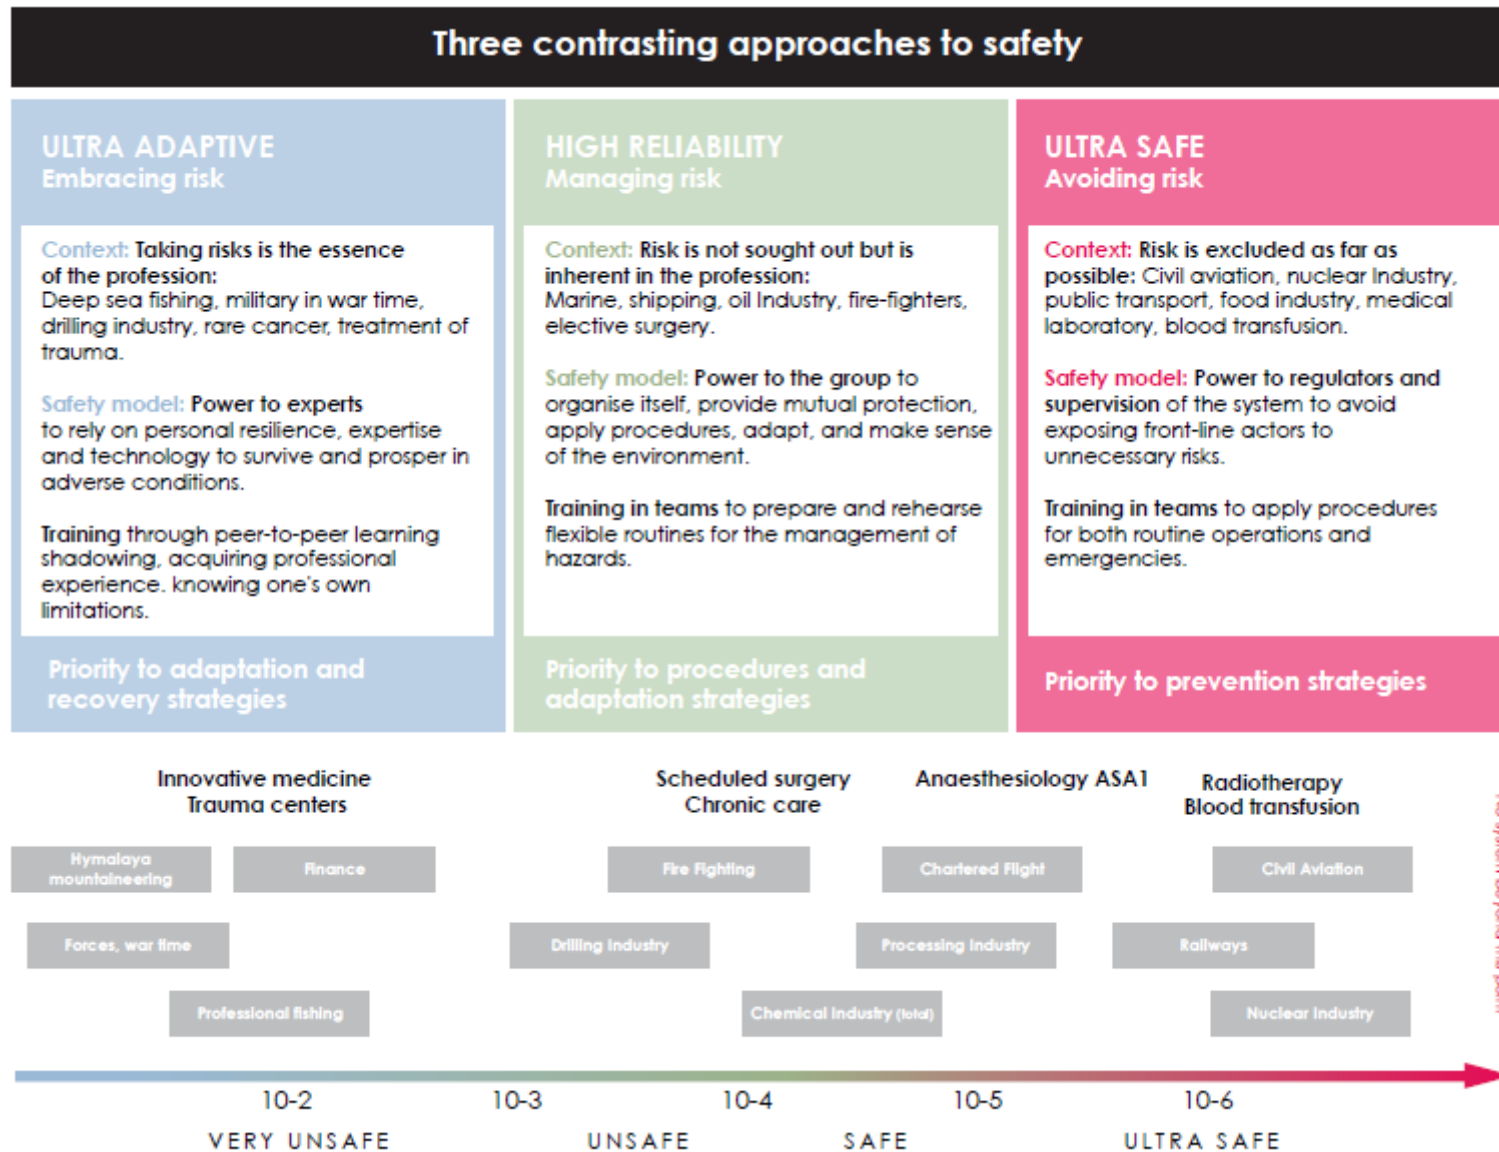 Three contrasting approaches to safety
ULTRA ADAPTIVE
Embracing risk
Context: Taking risks is the essence
of the profession:
Deep sea fishing, military in war time,
drilling industry, rare cancer, treatment of
trauma.
Safety model: Power to experts
to rely on personal resilience, expertise
and technology to survive and prosper in
adverse conditions.
Training through peer-to-peer learning
shadowing, acquiring professional
experience. knowing one's own
limitations.
Priority to adaptation and
recovery strategies
HIGH RELIABILITY
Managing risk
Context: Risk is not sought out but is
inherent in the profession:
Marine, shipping, oil Industry, fire-fighters,
elective surgery.
Safety model: Power to the group to
organise itself, provide mutual protection,
apply procedures, adapt, and make sense
of the environment.
Training in teams to prepare and rehearse
flexible routines for the management of
hazards.
Priority to procedures and
adaptation strategies
ULTRA SAFE
Avoiding risk
Context: Risk is excluded as far as
possible: Civil aviation, nuclear Industry,
public transport, food industry, medical
laboratory, blood transfusion.
Safety model: Power to regulators and
supervision of the system to avoid
exposing front-line actors to
unnecessary risks.
Training in teams to apply procedures
for both routine operations and
emergencies.
Priority to prevention strategies
Innovative medicine
Trauma centers
Scheduled surgery
Chronic care
Anaesthesiology ASA1
Radiotherapy
Blood transfusion
Hymalaya
mountaineering
Finance
Fire Fighting
Chartered Flight
Civil Aviation
Forces, war time
Drilling Industry
Processing Industry
Railways
Professional fishing
Chemical Industry (total)
Nuclear Industry
10-2
10-3
10-4
10-5
10-6
VERY UNSAFE
UNSAFE
SAFE
ULTRA SAFE